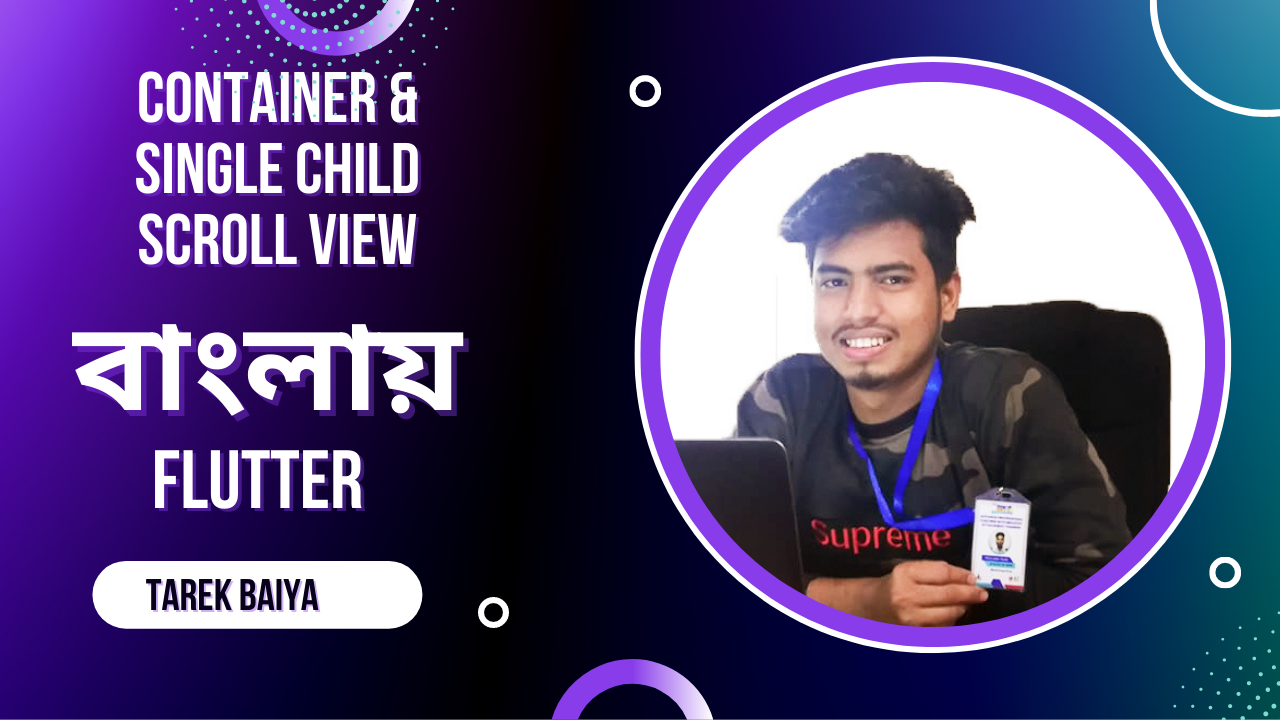 CONTAINER &
SINGLE CHILD
SCROLL VIEW
বাংলায়
FLUTTER
TAREK BAIYA
Supreme